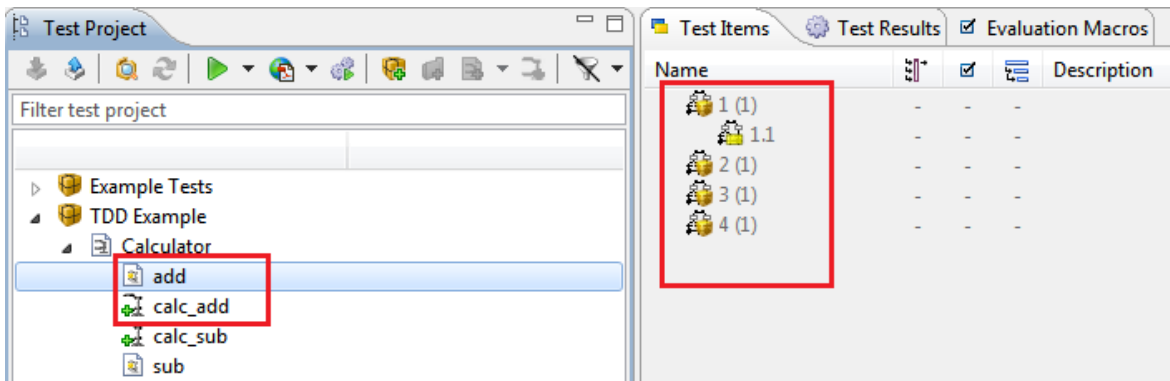 Test Project
Filter test project
Example Tests
TDD Example
Calculator
add
calc_add
calc_sub
sub
Test Items Test Results Evaluation Macros
Name Description
1 (1) - - -
1.1 - - -
2 (1) - - -
3 (1) - - -
4 (1) - - -